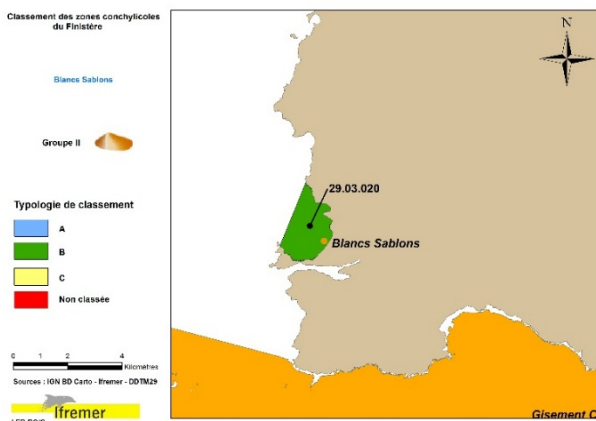 Classement des zones conchylicoles
du Finistère
Blancs Sablons
Groupe II
Typologie de classement
A
B
C
Non classée
0 1 2 4
Kilomètres
Sources : IGN BD Carto - Ifremer - DDTM29
Ifremer
N
29.03.020
Blancs Sablons
Gisement C